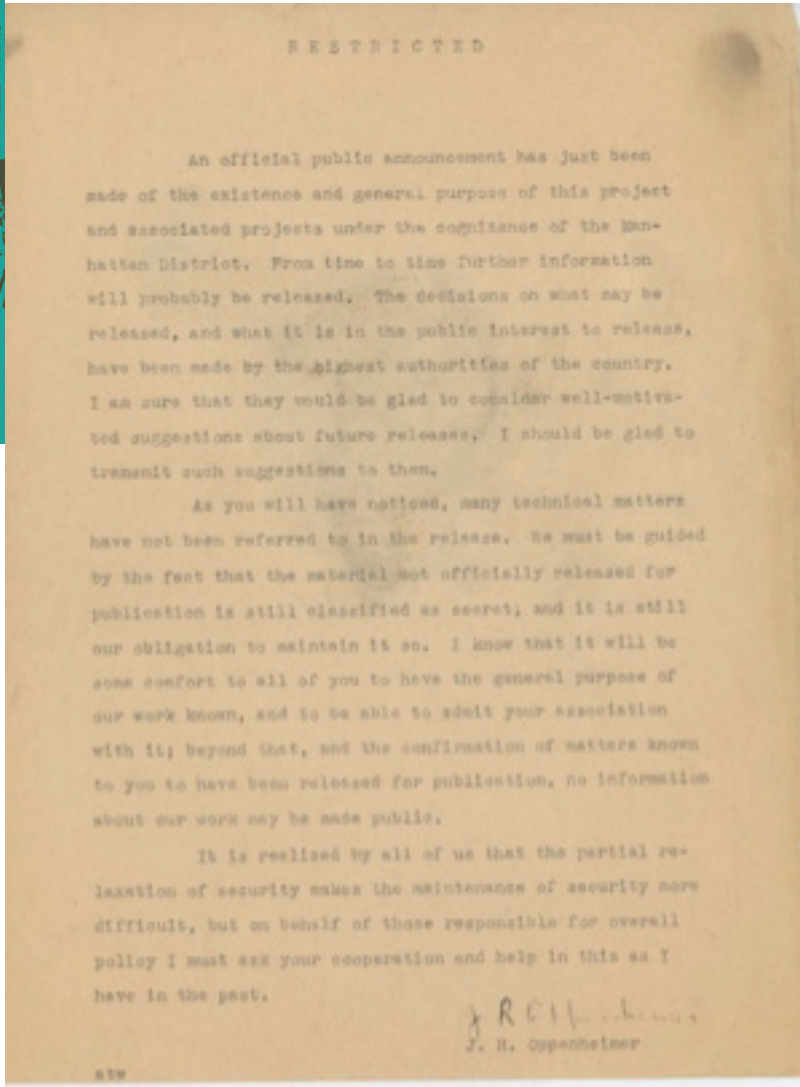 RESTRICTED
An official public announcement has just been
made of the existence and general purpose of this project
and associated projects under the cognizance of the Man-
hattan District. From time to time further information
will probably be released. The decisions on what may be
released, and what it is in the public interest to release,
have been made by the highest authorities of the country.
I am sure that they would be glad to consider well-motiva-
ted suggestions about future releases. I should be glad to
transmit such suggestions to them.
As you will have noticed, many technical matters
have not been referred to in the release. We must be guided
by the fact that the material not officially released for
publication is still classified as secret; and it is still
our obligation to maintain it so. I know that it will be
some comfort to all of you to have the general purpose of
our work known, and to be able to admit your association
with it; beyond that, and the confirmation of matters known
to you to have been released for publication, no information
about our work may be made public.
It is realized by all of us that the partial re-
laxation of security makes the maintenance of security more
difficult, but on behalf of those responsible for overall
policy I must ask your cooperation and help in this as I
have in the past.
J R Oppenheimer
J. R. Oppenheimer